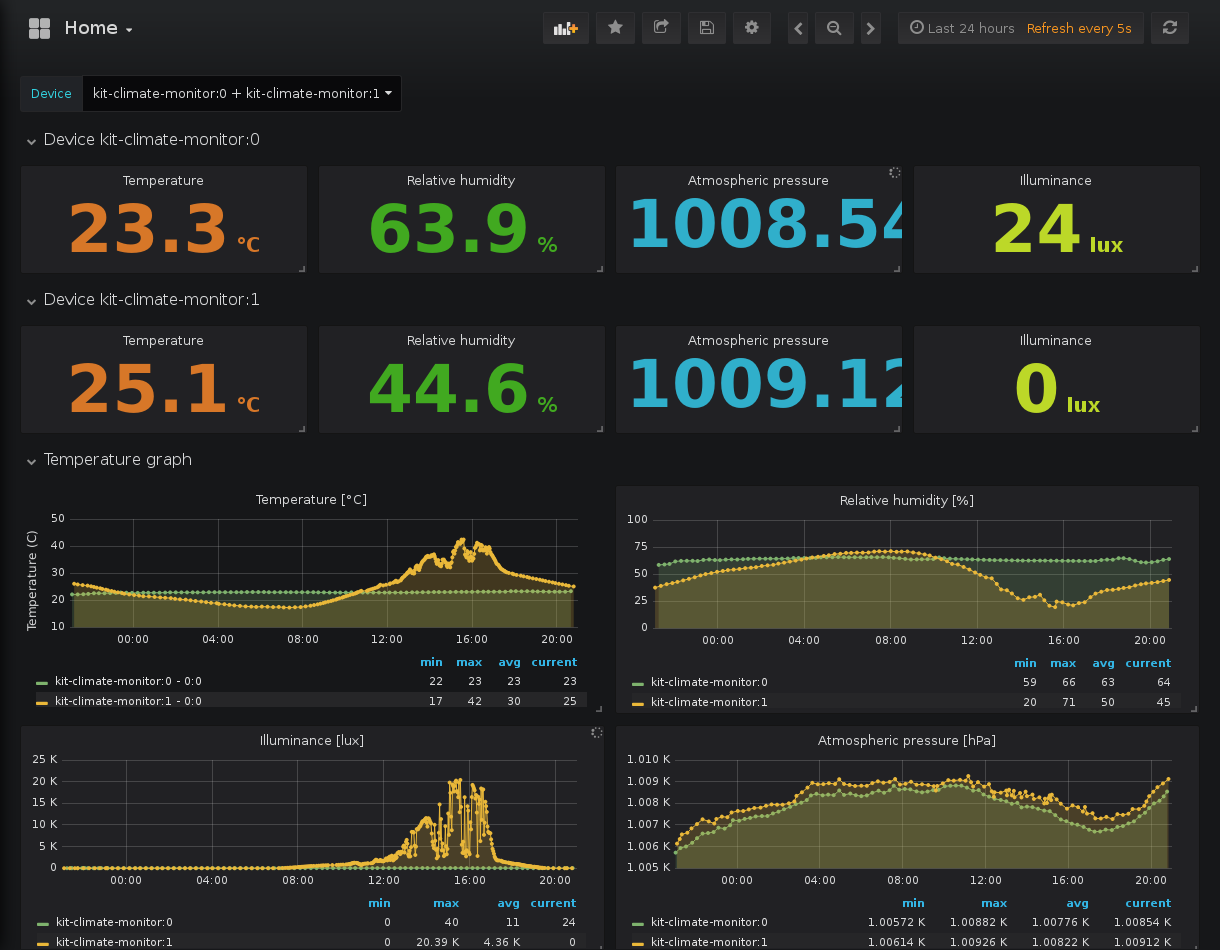 Home
Last 24 hours Refresh every 5s
Device kit-climate-monitor:0 + kit-climate-monitor:1
Device kit-climate-monitor:0
Temperature Relative humidity Atmospheric pressure Illuminance
23.3 °C 63.9 % 1008.54 24 lux
Device kit-climate-monitor:1
Temperature Relative humidity Atmospheric pressure Illuminance
25.1 °C 44.6 % 1009.12 0 lux
Temperature graph
Temperature [°C]
Temperature (C)
50
40
30
20
10
00:00 04:00 08:00 12:00 16:00 20:00
min max avg current
kit-climate-monitor:0 - 0:0 22 23 23 23
kit-climate-monitor:1 - 0:0 17 42 30 25
Relative humidity [%]
100
75
50
25
0
00:00 04:00 08:00 12:00 16:00 20:00
min max avg current
kit-climate-monitor:0 59 66 63 64
kit-climate-monitor:1 20 71 50 45
Illuminance [lux]
25 K
20 K
15 K
10 K
5 K
0
00:00 04:00 08:00 12:00 16:00 20:00
min max avg current
kit-climate-monitor:0 0 40 11 24
kit-climate-monitor:1 0 20.39 K 4.36 K 0
Atmospheric pressure [hPa]
1.010 K
1.009 K
1.008 K
1.007 K
1.006 K
1.005 K
00:00 04:00 08:00 12:00 16:00 20:00
min max avg current
kit-climate-monitor:0 1.00572 K 1.00882 K 1.00776 K 1.00854 K
kit-climate-monitor:1 1.00614 K 1.00926 K 1.00822 K 1.00912 K